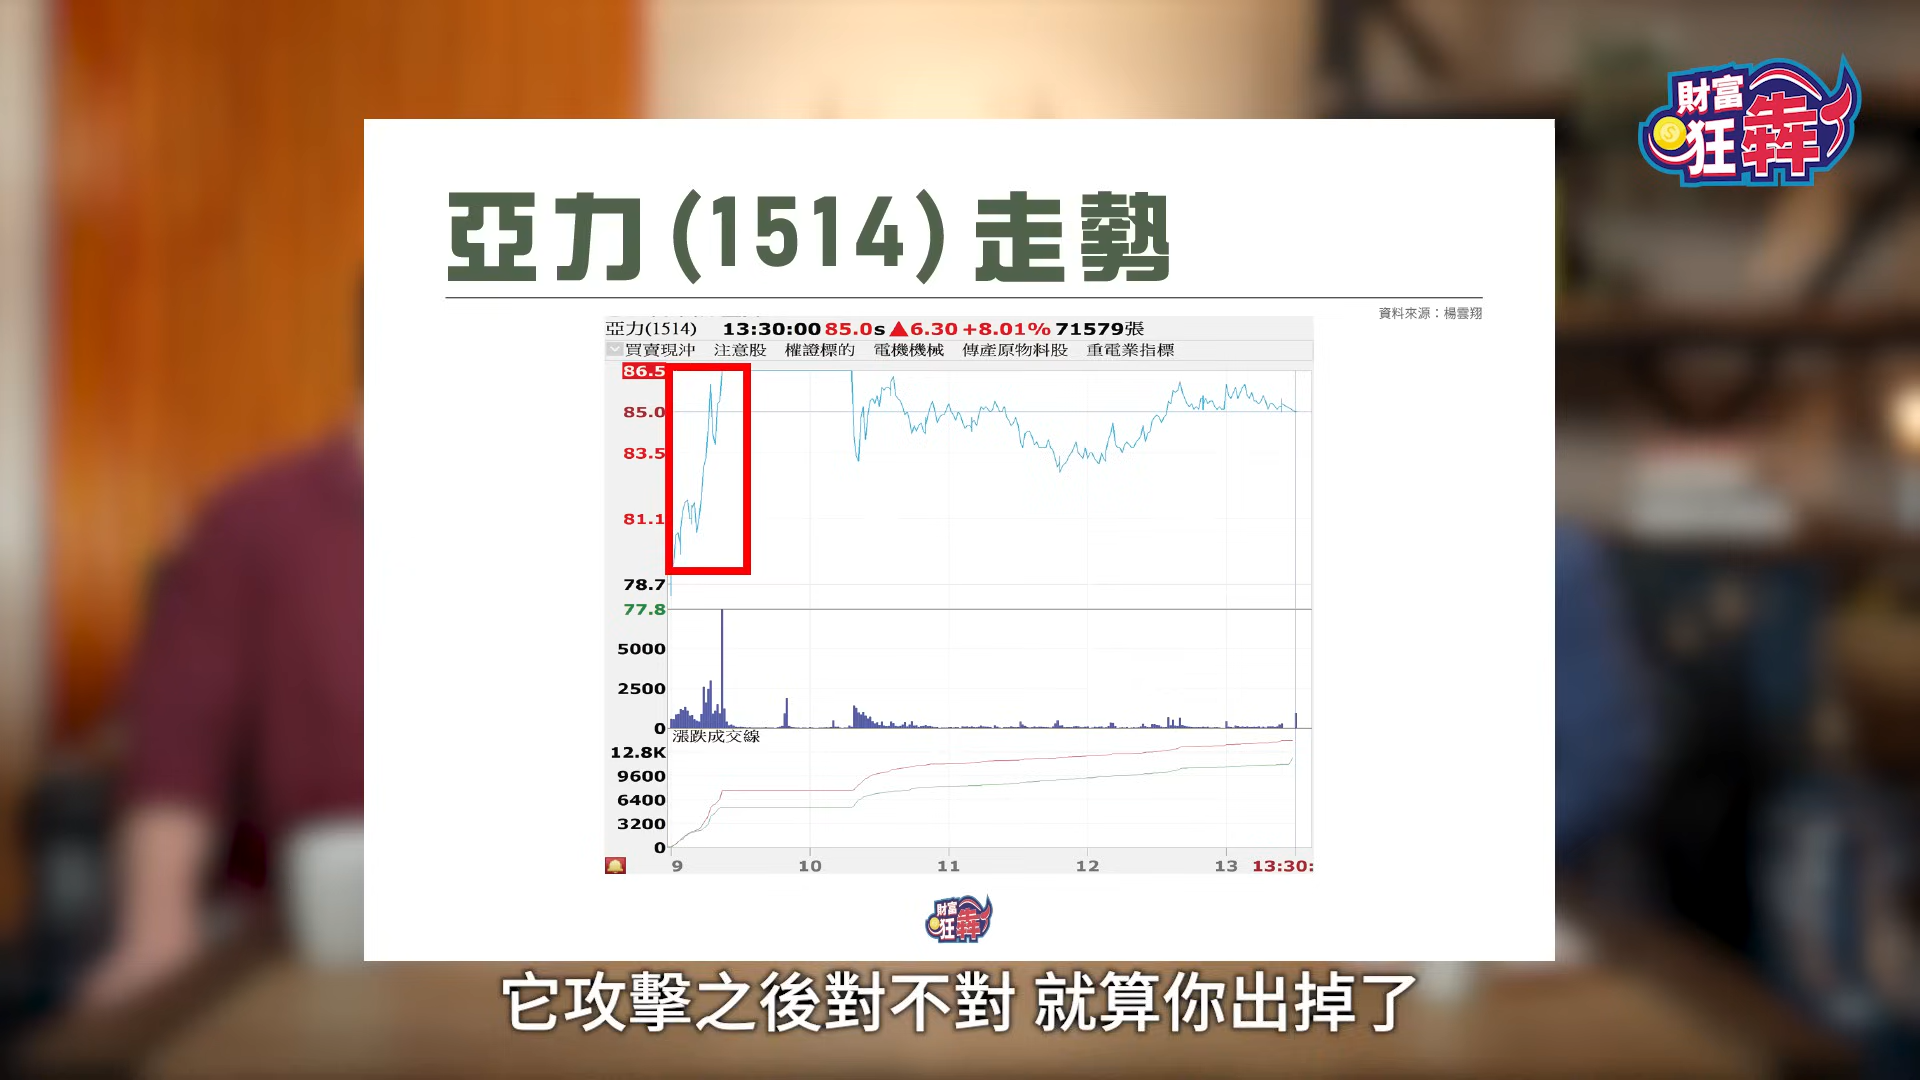 財富
狂犇
亞力(1514)走勢
資料來源：楊雲翔
亞力(1514) 13:30:00 85.0s ▲6.30 +8.01% 71579張
買賣現沖 注意股 權證標的 電機機械 傳產原物料股 重電業指標
86.5
85.0
83.5
81.1
78.7
77.8
5000
2500
0
漲跌成交線
12.8K
9600
6400
3200
0
9 10 11 12 13 13:30:
財富
狂犇
它攻擊之後對不對 就算你出掉了